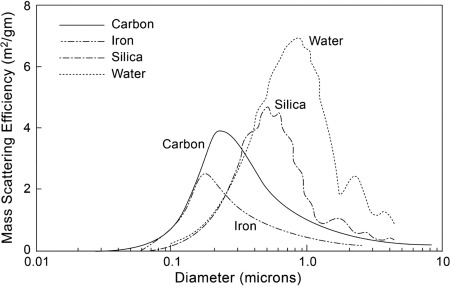 Mass Scattering Efficiency (m²/gm)
8
6
4
2
0
Carbon
Iron
Silica
Water
Water
Silica
Carbon
Iron
0.01
0.1
1.0
10
Diameter (microns)